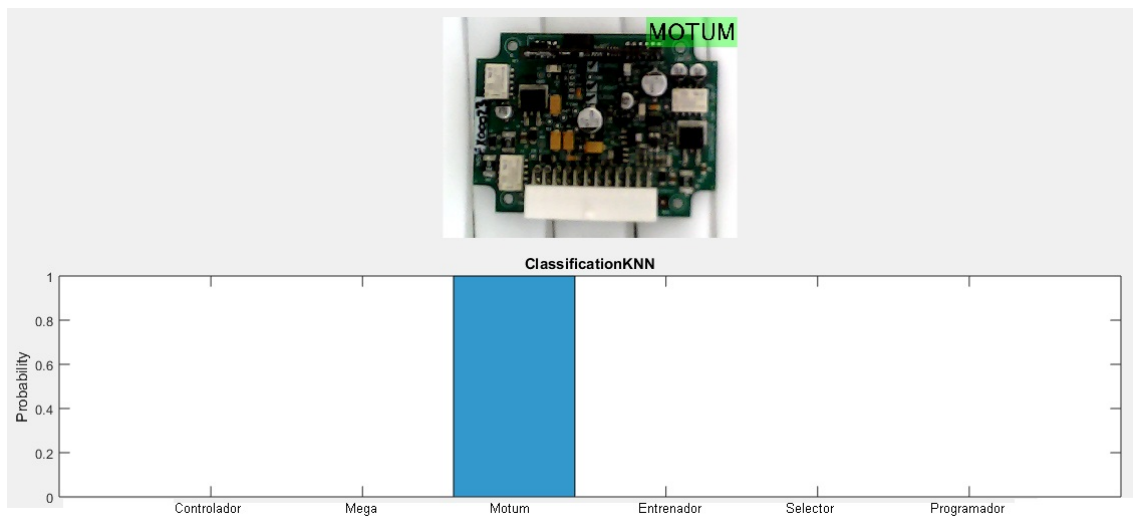 MOTUM
ClassificationKNN
Probability
1
0.8
0.6
0.4
0.2
0
Controlador Mega Motum Entrenador Selector Programador